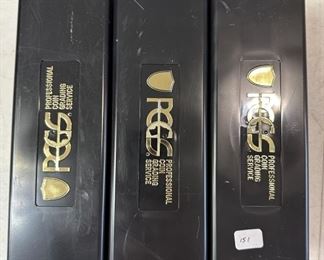 PCGS
PROFESSIONAL
COIN
GRADING
SERVICE
PCGS
PROFESSIONAL
COIN
GRADING
SERVICE
PCGS
PROFESSIONAL
COIN
GRADING
SERVICE
151